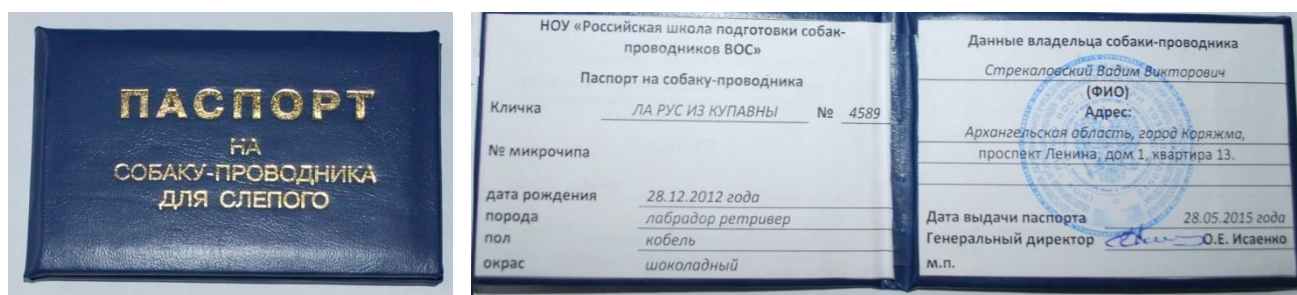 ПАСПОРТ
НА
СОБАКУ-ПРОВОДНИКА
ДЛЯ СЛЕПОГО
НОУ «Российская школа подготовки собак-
проводников ВОС»
Паспорт на собаку-проводника
Кличка ЛА РУС ИЗ КУПАВНЫ № 4589
№ микрочипа
дата рождения 28.12.2012 года
порода лабрадор ретривер
пол кобель
окрас шоколадный
Данные владельца собаки-проводника
Стрекаловский Вадим Викторович
(ФИО)
Адрес:
Архангельская область, город Коряжма,
проспект Ленина, дом 1, квартира 13.
Дата выдачи паспорта 28.05.2015 года
Генеральный директор О.Е. Исаенко
м.п.